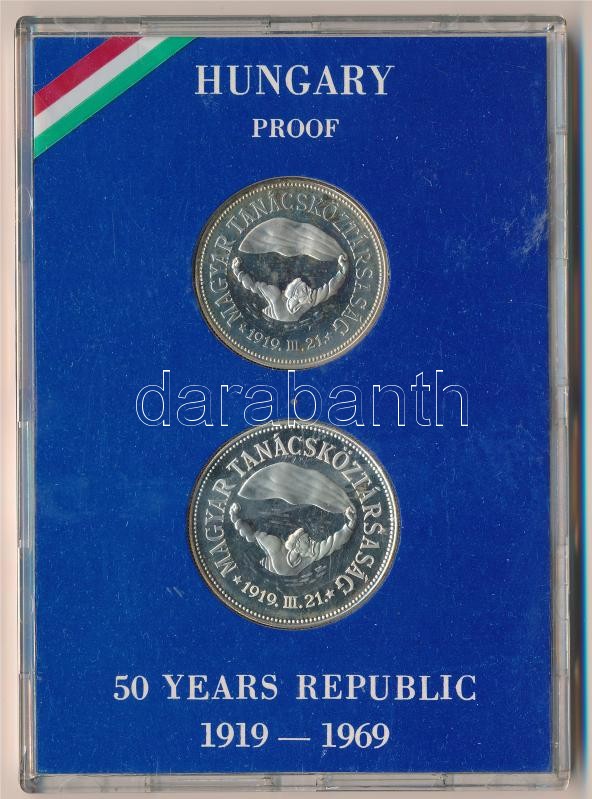 HUNGARY
PROOF
MAGYAR TANÁCSKÖZTÁRSASÁG
★ 1919. III. 21. ★
darabanth
MAGYAR TANÁCSKÖZTÁRSASÁG
★ 1919. III. 21. ★
50 YEARS REPUBLIC
1919 — 1969